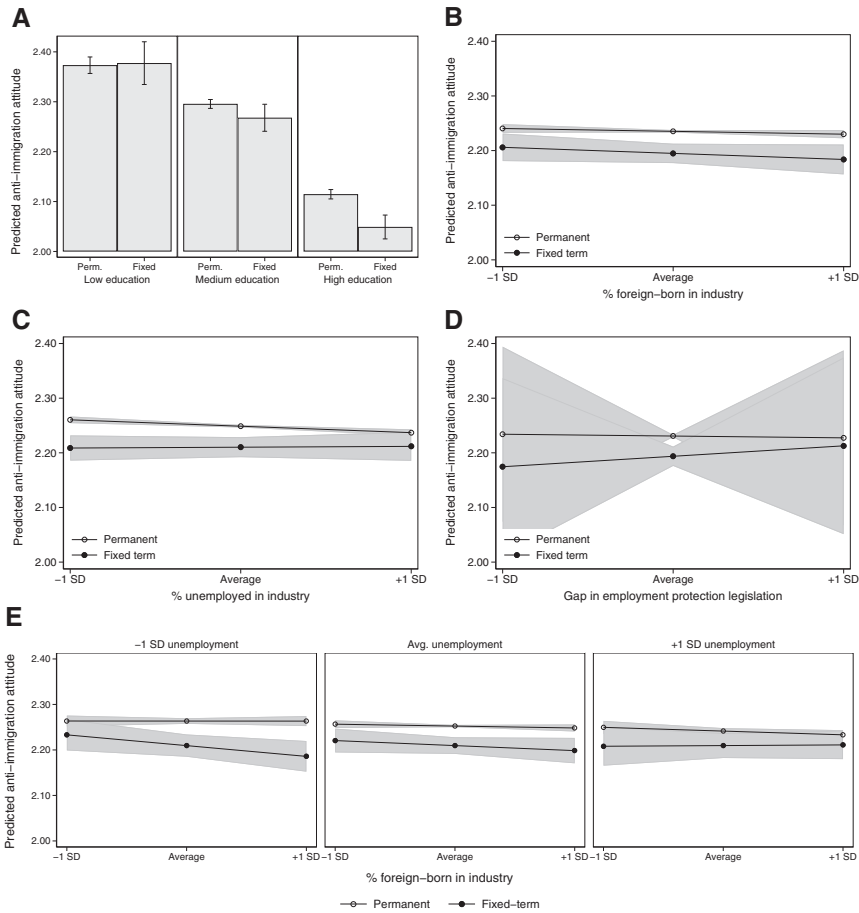 A
Predicted anti−immigration attitude
2.40
2.30
2.20
2.10
2.00
Perm. Fixed Perm. Fixed Perm. Fixed
Low education Medium education High education
B
Predicted anti−immigration attitude
2.40
2.30
2.20
2.10
2.00
Permanent
Fixed term
−1 SD Average +1 SD
% foreign−born in industry
C
Predicted anti−immigration attitude
2.40
2.30
2.20
2.10
2.00
Permanent
Fixed term
−1 SD Average +1 SD
% unemployed in industry
D
Predicted anti−immigration attitude
2.40
2.30
2.20
2.10
2.00
Permanent
Fixed term
−1 SD Average +1 SD
Gap in employment protection legislation
E
−1 SD unemployment Avg. unemployment +1 SD unemployment
Predicted anti−immigration attitude
2.40
2.30
2.20
2.10
2.00
−1 SD Average +1 SD −1 SD Average +1 SD −1 SD Average +1 SD
% foreign−born in industry
Permanent Fixed−term